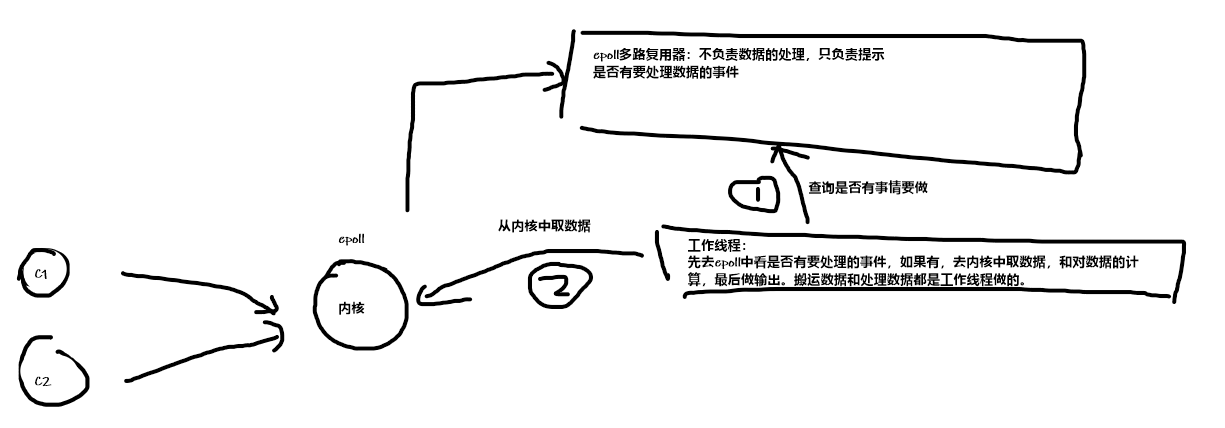 epoll多路复用器：不负责数据的处理，只负责提示
是否有要处理数据的事件
1
查询是否有事情要做
从内核中取数据
epoll
工作线程：
先去epoll中看是否有要处理的事件，如果有，去内核中取数据，和对数据的计
算，最后做输出。搬运数据和处理数据都是工作线程做的。
C1
2
内核
C2